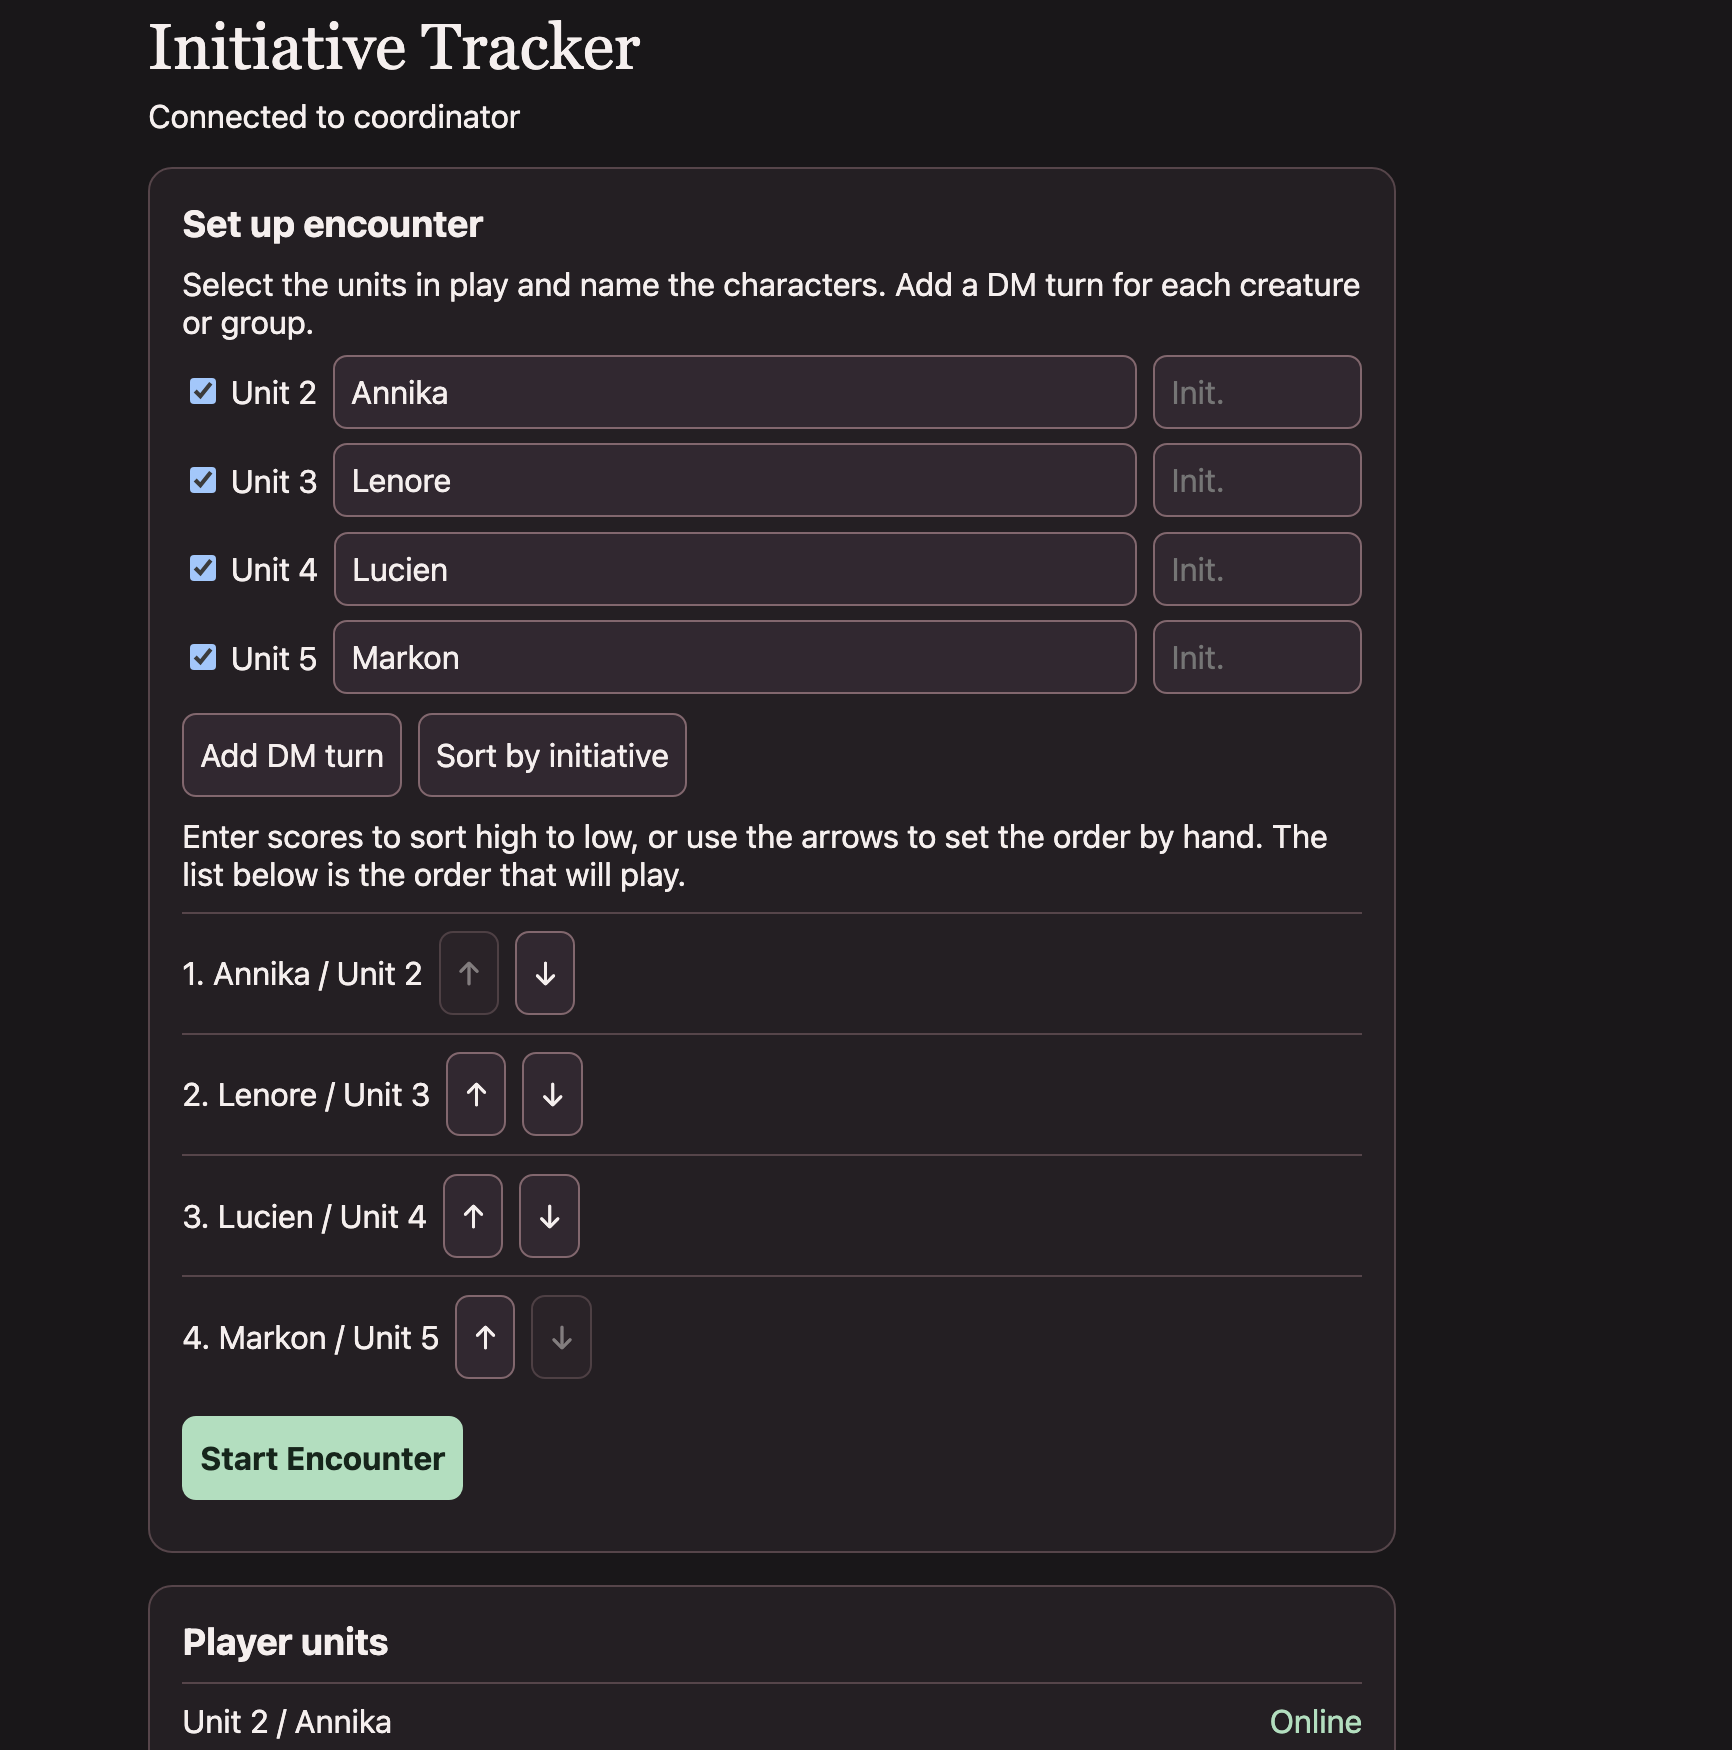 Initiative Tracker
Connected to coordinator
Set up encounter
Select the units in play and name the characters. Add a DM turn for each creature
or group.
Unit 2 Annika Init.
Unit 3 Lenore Init.
Unit 4 Lucien Init.
Unit 5 Markon Init.
Add DM turn Sort by initiative
Enter scores to sort high to low, or use the arrows to set the order by hand. The
list below is the order that will play.
1. Annika / Unit 2 ↑ ↓
2. Lenore / Unit 3 ↑ ↓
3. Lucien / Unit 4 ↑ ↓
4. Markon / Unit 5 ↑ ↓
Start Encounter
Player units
Unit 2 / Annika Online